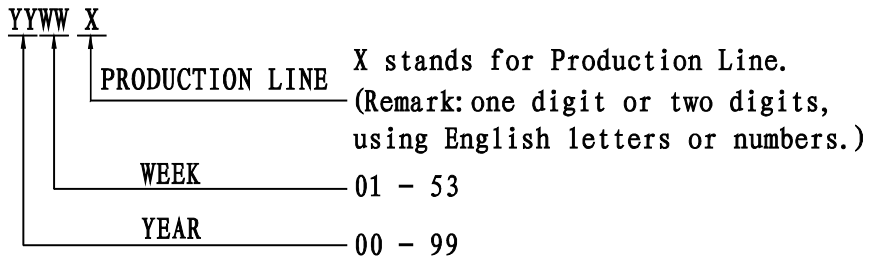 YYWW X
PRODUCTION LINE
X stands for Production Line.
(Remark: one digit or two digits,
using English letters or numbers.)
WEEK
01 - 53
YEAR
00 - 99